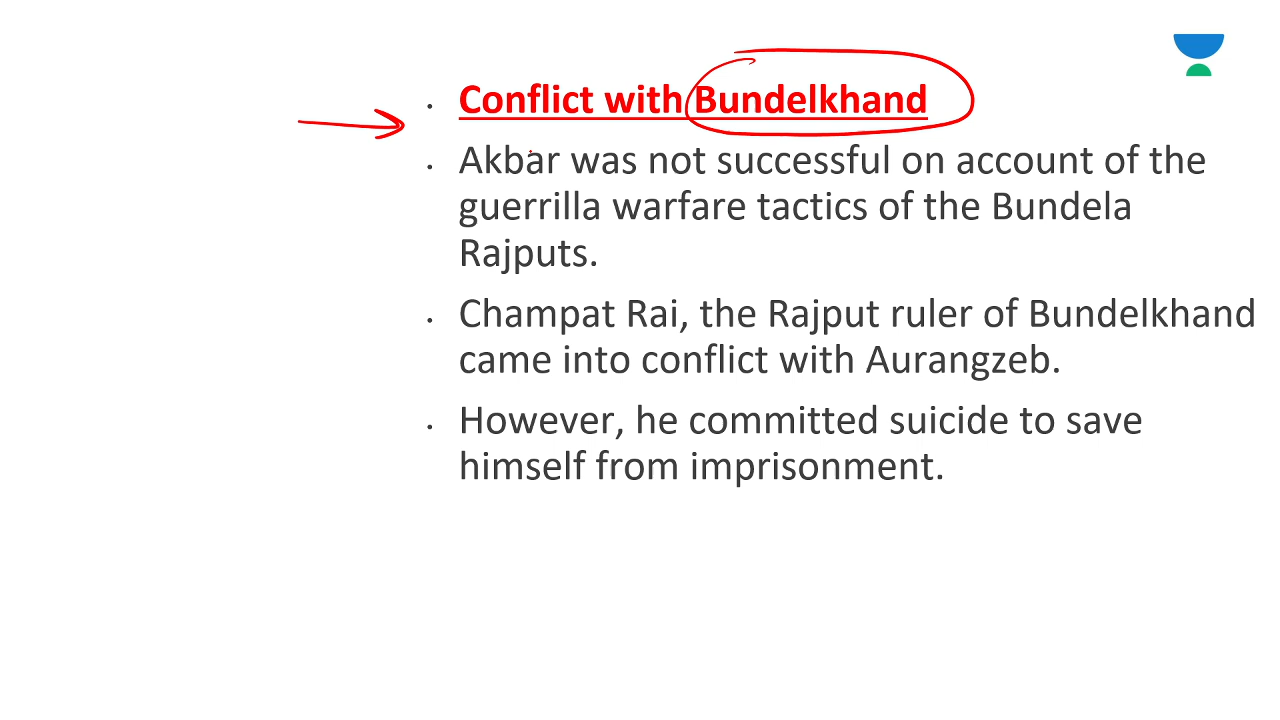 • Conflict with Bundelkhand
• Akbar was not successful on account of the
guerrilla warfare tactics of the Bundela
Rajputs.
• Champat Rai, the Rajput ruler of Bundelkhand
came into conflict with Aurangzeb.
• However, he committed suicide to save
himself from imprisonment.